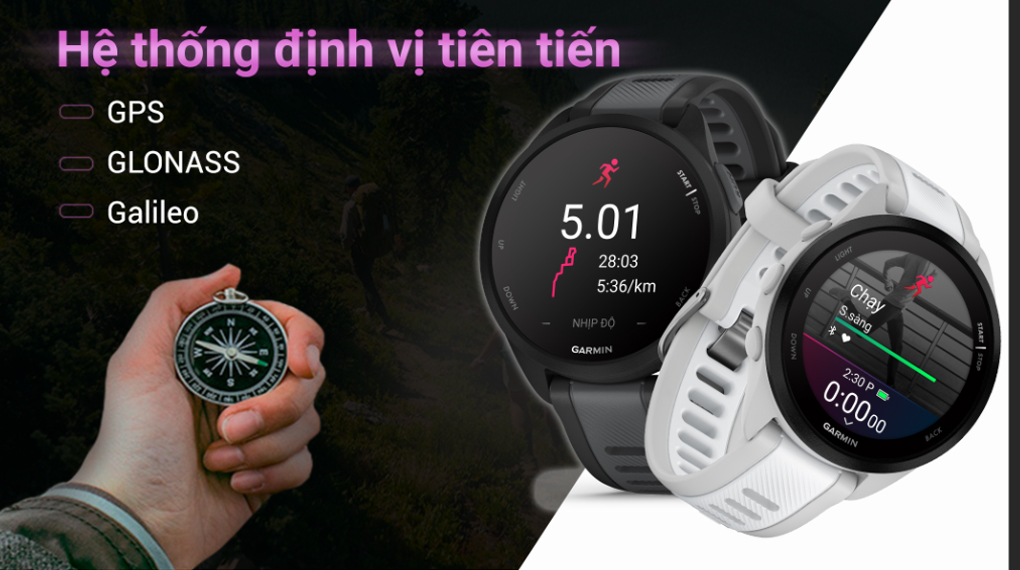 Hệ thống định vị tiên tiến
GPS
GLONASS
Galileo
LIGHT
START
STOP
UP
DOWN
BACK
5.01
28:03
5:36/km
NHỊP ĐỘ
GARMIN
LIGHT
START
STOP
UP
DOWN
BACK
Chạy
S.sàng
2:30 P
0:00:00
GARMIN
N
E
S
W